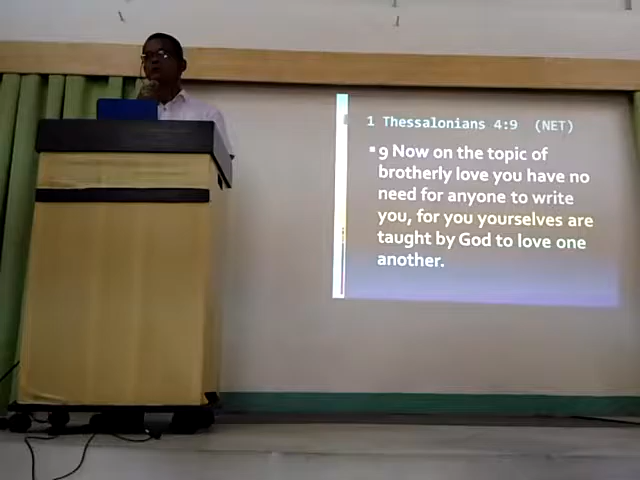 1 Thessalonians 4:9 (NET)
▪ 9 Now on the topic of
brotherly love you have no
need for anyone to write
you, for you yourselves are
taught by God to love one
another.